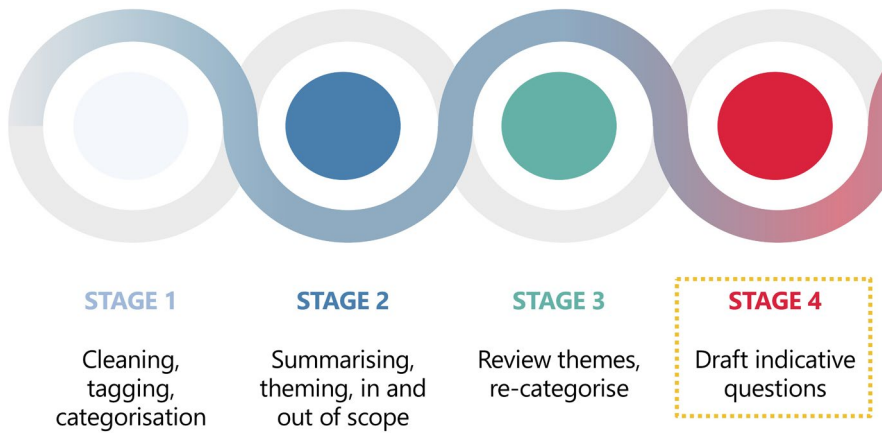 STAGE 1
Cleaning,
tagging,
categorisation
STAGE 2
Summarising,
theming, in and
out of scope
STAGE 3
Review themes,
re-categorise
STAGE 4
Draft indicative
questions